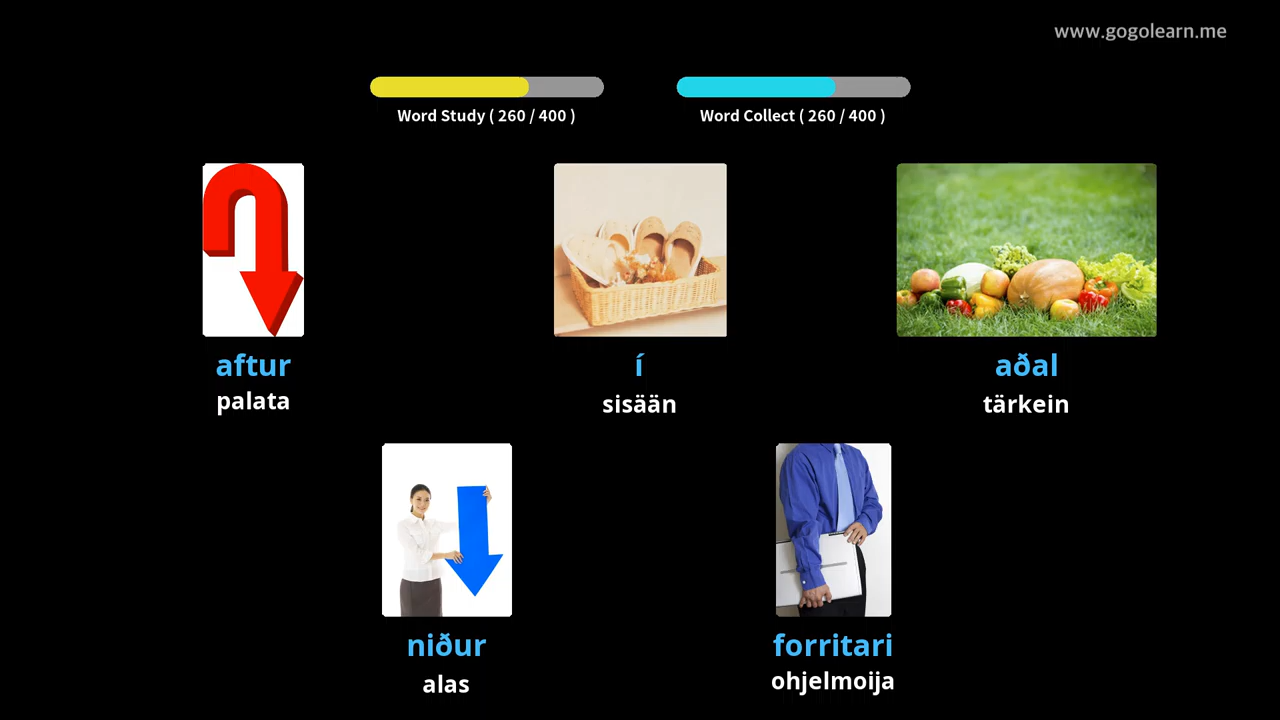 www.gogolearn.me
Word Study ( 260 / 400 )
Word Collect ( 260 / 400 )
aftur
palata
í
sisään
aðal
tärkein
niður
alas
forritari
ohjelmoija